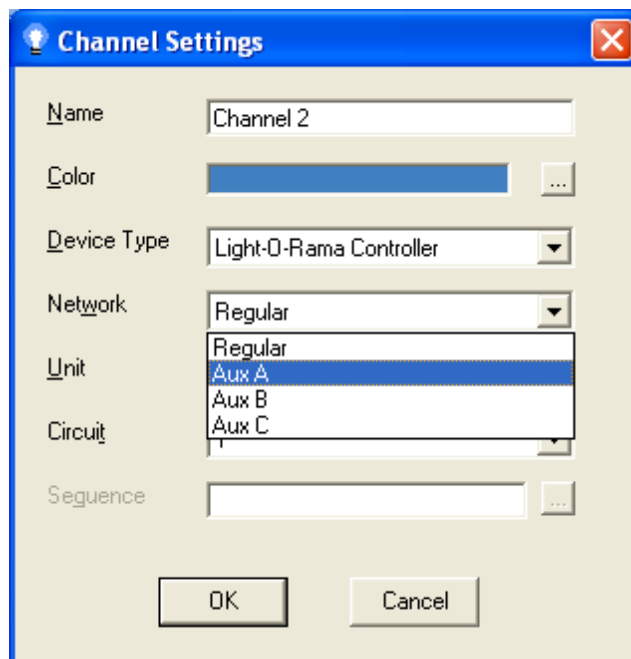 Channel Settings
Name
Channel 2
Color
...
Device Type
Light-O-Rama Controller
Network
Regular
Regular
Aux A
Unit
Aux B
Aux C
Circuit
Sequence
...
OK
Cancel